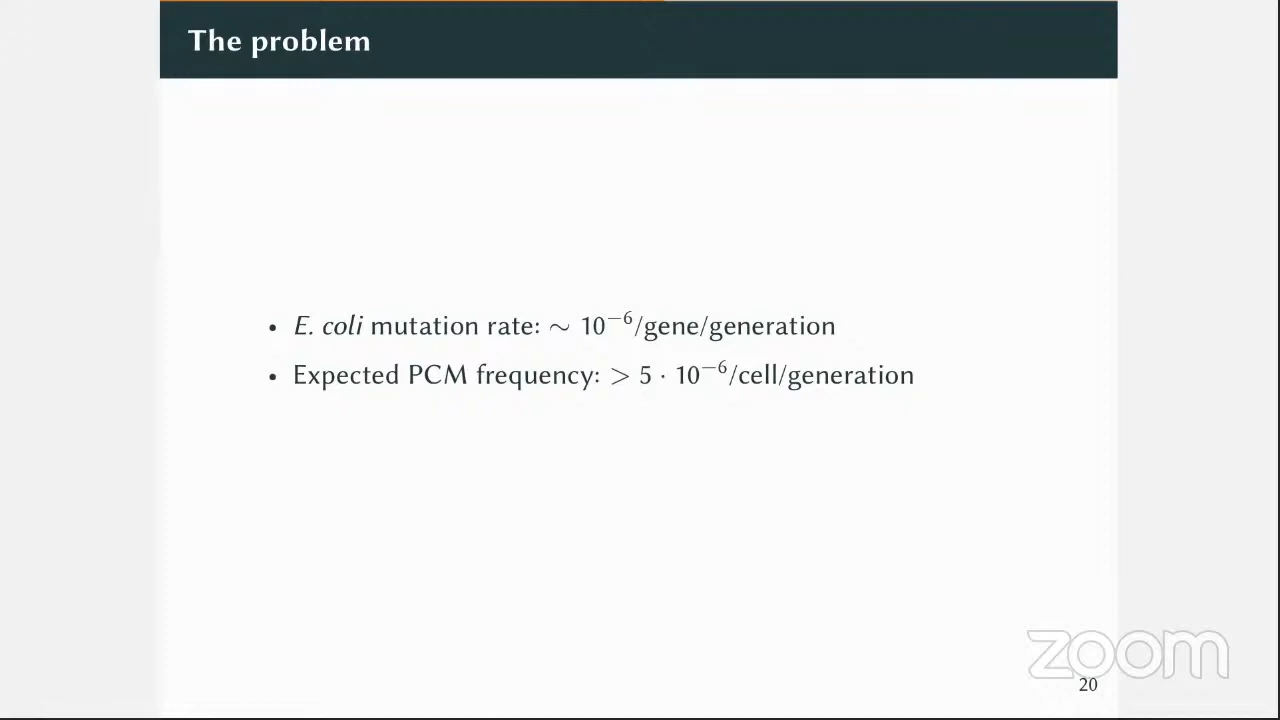 The problem
• E. coli mutation rate: ∼ 10⁻⁶/gene/generation
• Expected PCM frequency: > 5 · 10⁻⁶/cell/generation
zoom
20